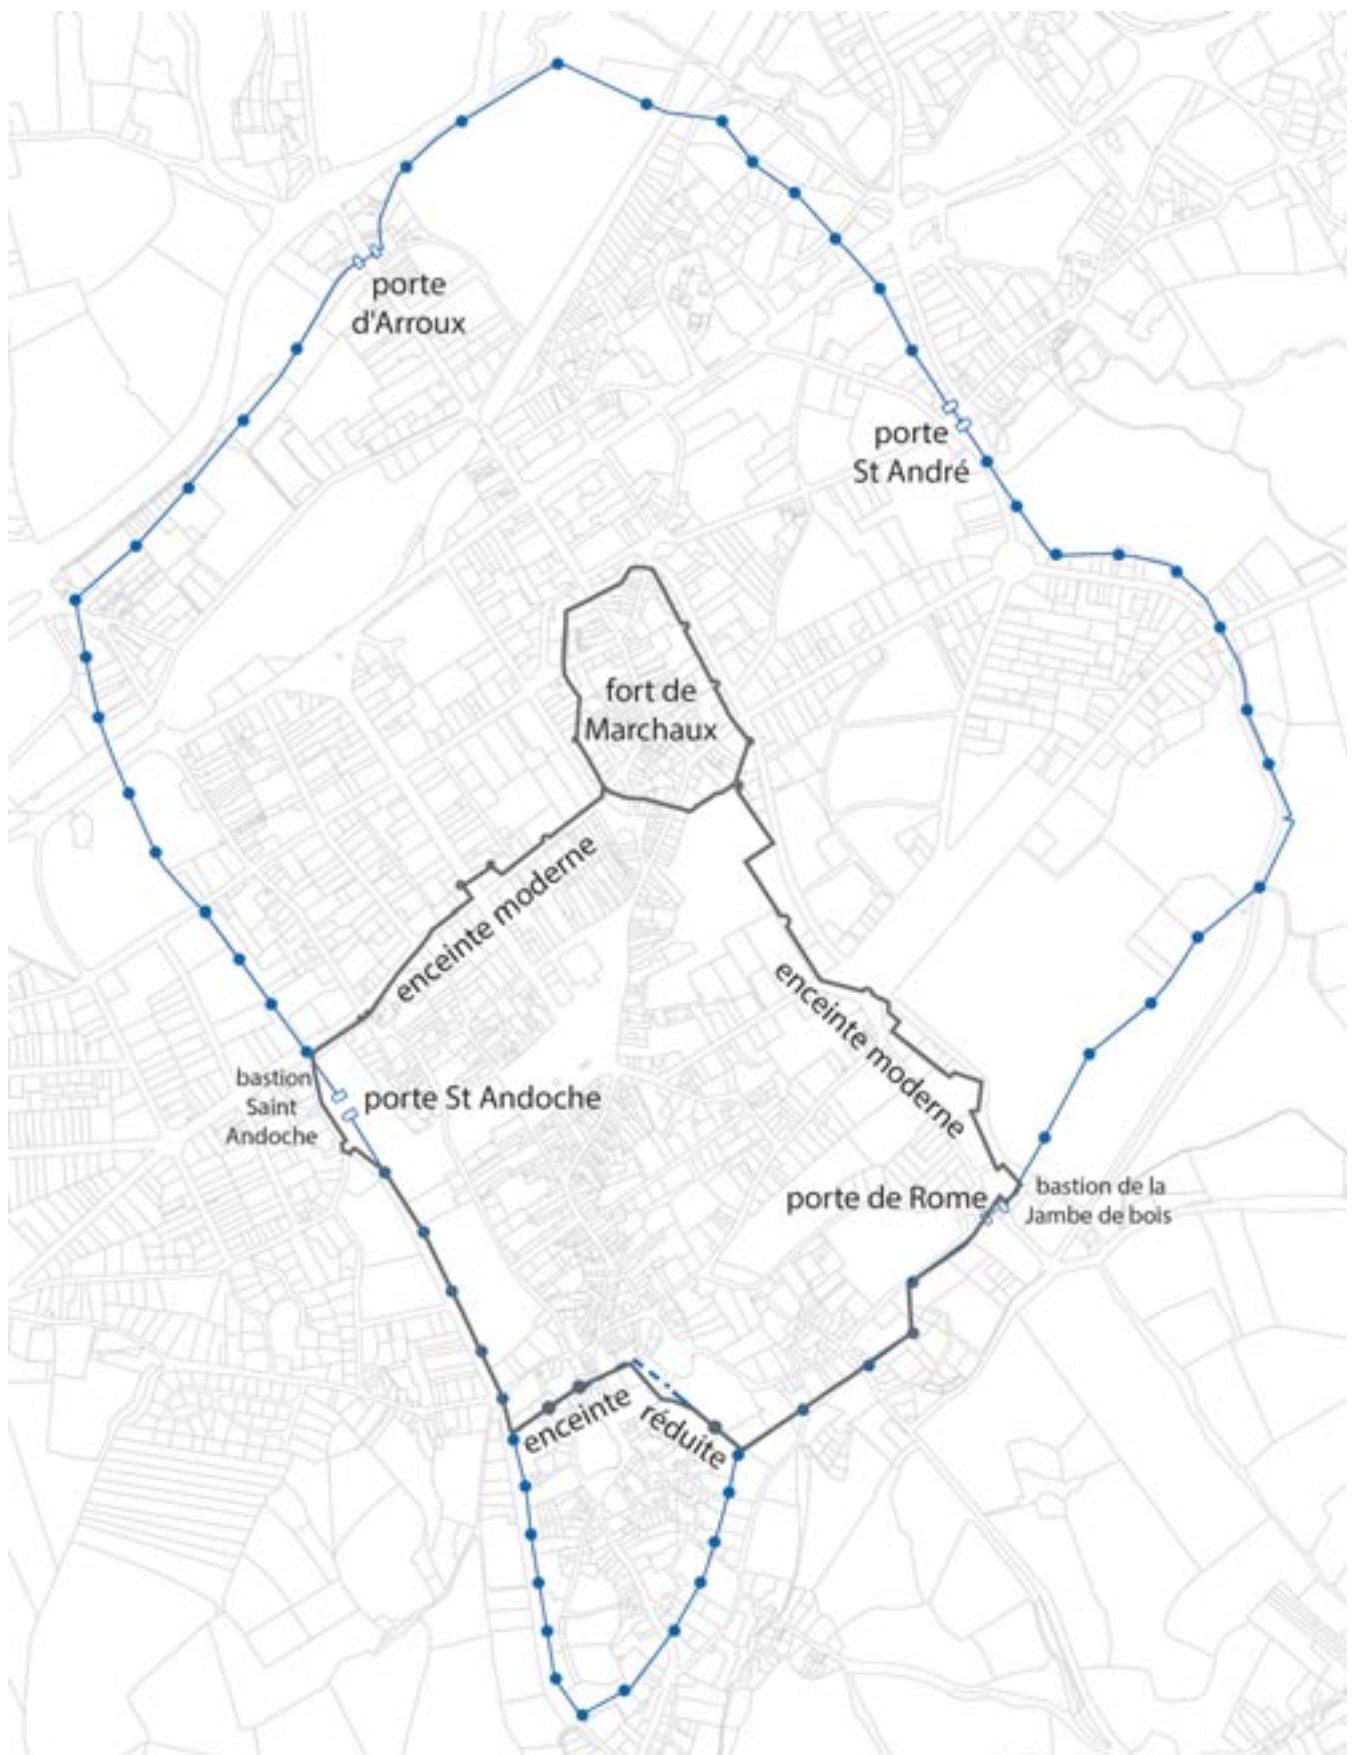 porte
d'Arroux
porte
St André
fort de
Marchaux
enceinte moderne
enceinte moderne
bastion
Saint
Andoche
porte St Andoche
porte de Rome
bastion de la
Jambe de bois
enceinte
réduite